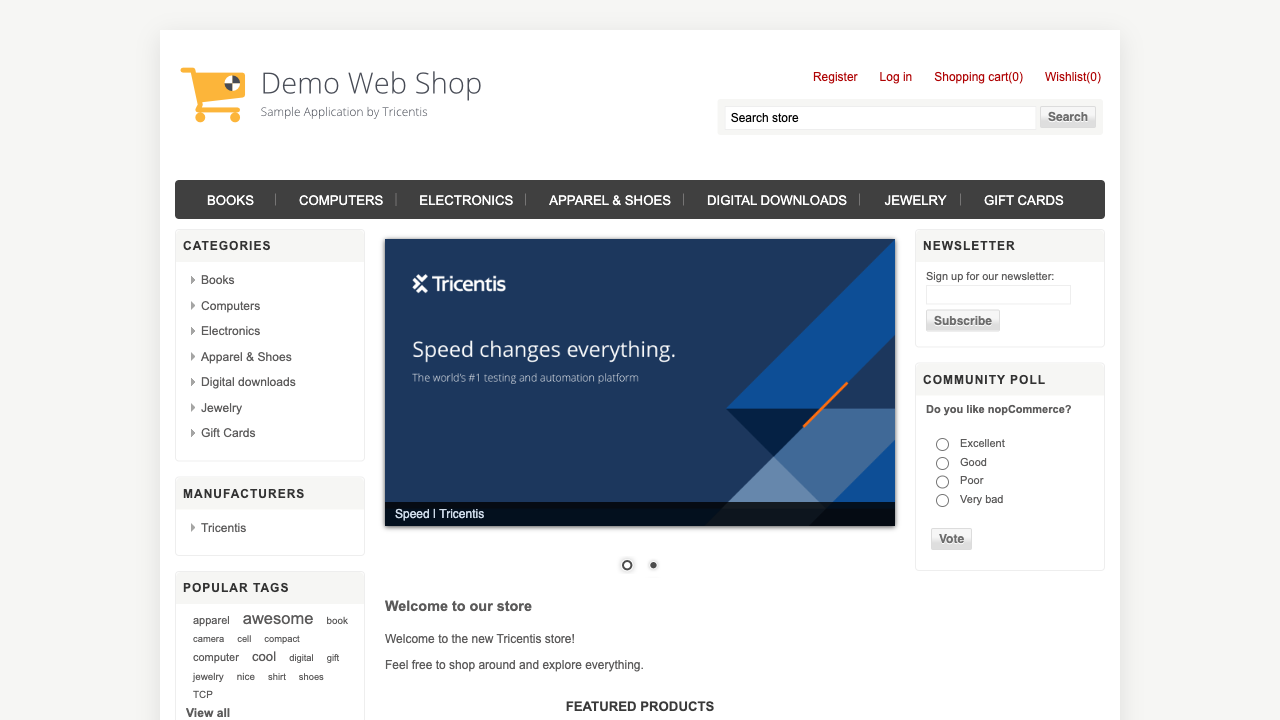 Demo Web Shop
Sample Application by Tricentis
Register Log in Shopping cart(0) Wishlist(0)
Search store Search
BOOKS COMPUTERS ELECTRONICS APPAREL & SHOES DIGITAL DOWNLOADS JEWELRY GIFT CARDS
CATEGORIES
Books
Computers
Electronics
Apparel & Shoes
Digital downloads
Jewelry
Gift Cards
MANUFACTURERS
Tricentis
POPULAR TAGS
apparel awesome book
camera cell compact
computer cool digital gift
jewelry nice shirt shoes
TCP
View all
Tricentis
Speed changes everything.
The world's #1 testing and automation platform
Speed | Tricentis
Welcome to our store
Welcome to the new Tricentis store!
Feel free to shop around and explore everything.
FEATURED PRODUCTS
NEWSLETTER
Sign up for our newsletter:
Subscribe
COMMUNITY POLL
Do you like nopCommerce?
Excellent
Good
Poor
Very bad
Vote